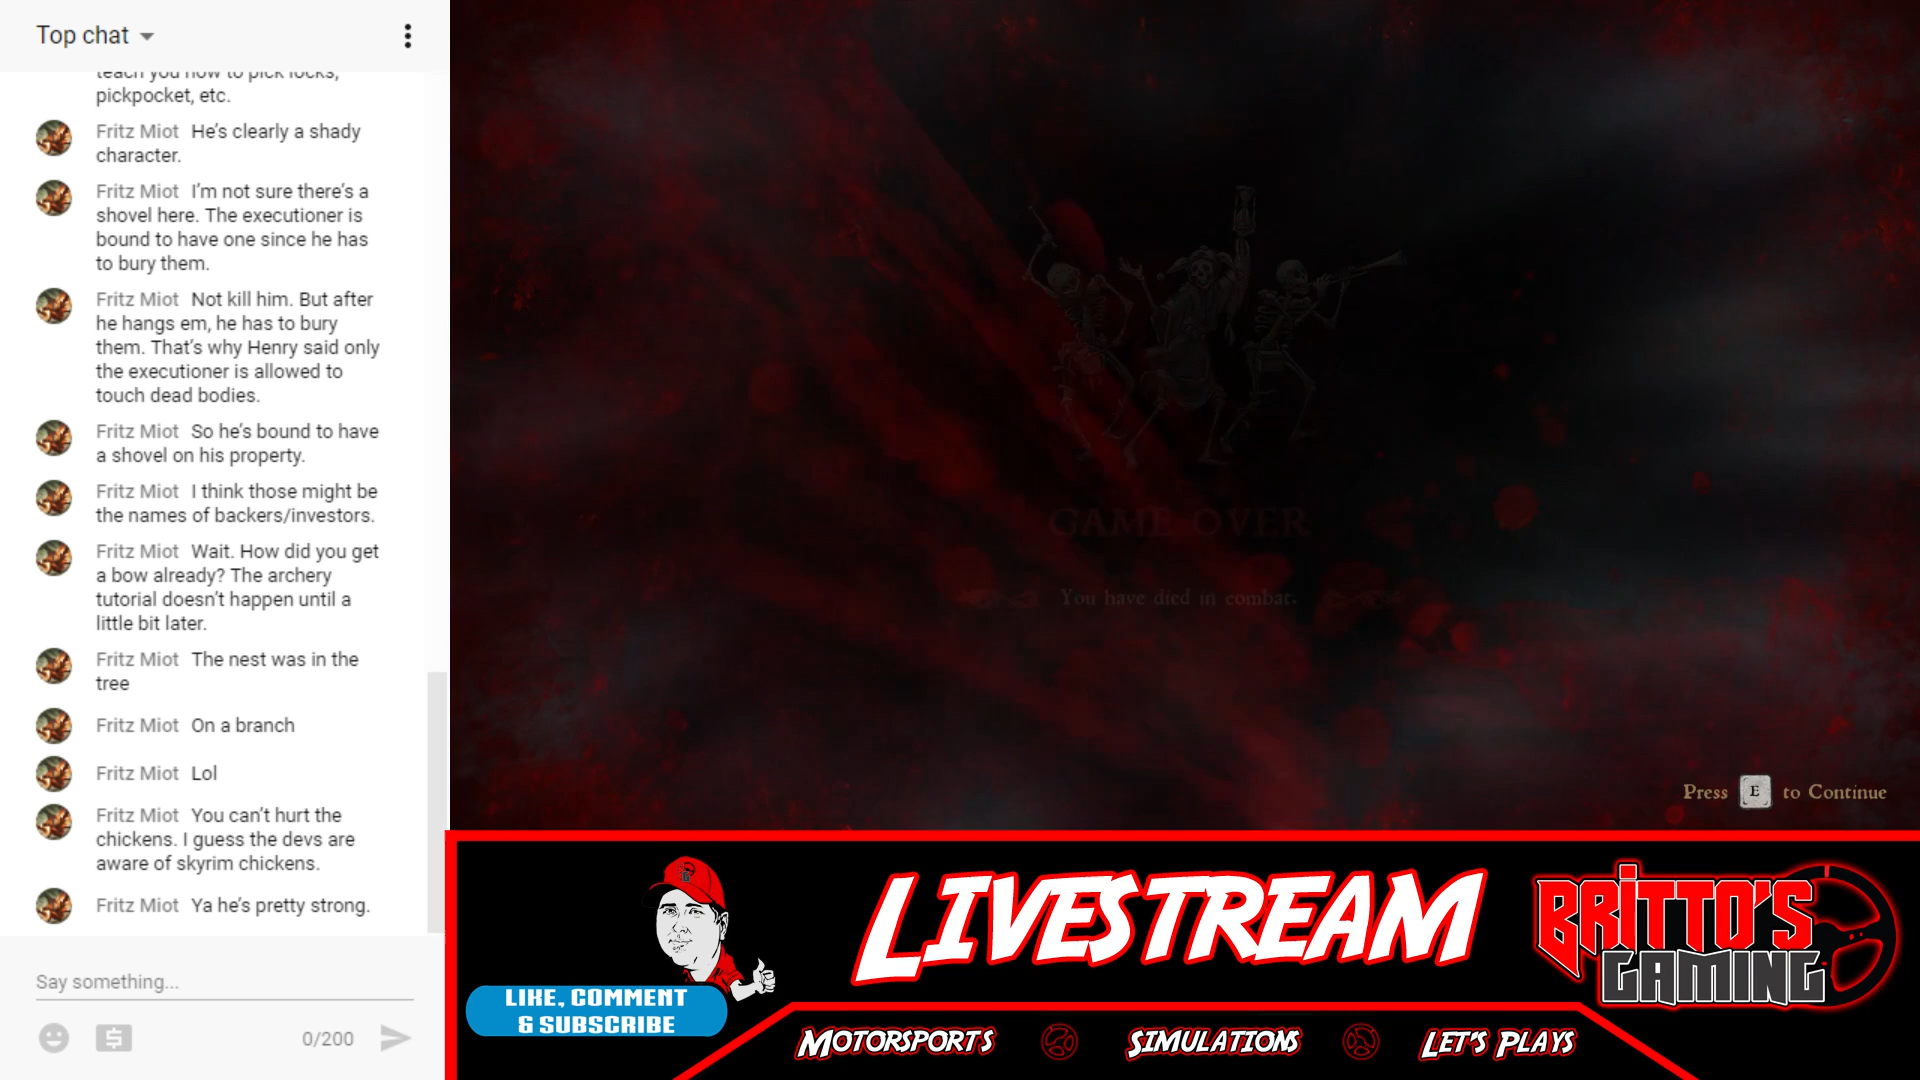 Top chat
teach you how to pick locks,
pickpocket, etc.
Fritz Miot He's clearly a shady
character.
Fritz Miot I'm not sure there's a
shovel here. The executioner is
bound to have one since he has
to bury them.
Fritz Miot Not kill him. But after
he hangs em, he has to bury
them. That's why Henry said only
the executioner is allowed to
touch dead bodies.
Fritz Miot So he's bound to have
a shovel on his property.
Fritz Miot I think those might be
the names of backers/investors.
Fritz Miot Wait. How did you get
a bow already? The archery
tutorial doesn't happen until a
little bit later.
Fritz Miot The nest was in the
tree
Fritz Miot On a branch
Fritz Miot Lol
Fritz Miot You can't hurt the
chickens. I guess the devs are
aware of skyrim chickens.
Fritz Miot Ya he's pretty strong.
Say something...
0/200
GAME OVER
You have died in combat.
Press E to Continue
LIKE, COMMENT
& SUBSCRIBE
LIVESTREAM
BRITTO'S
GAMING
MOTORSPORTS SIMULATIONS LET'S PLAYS